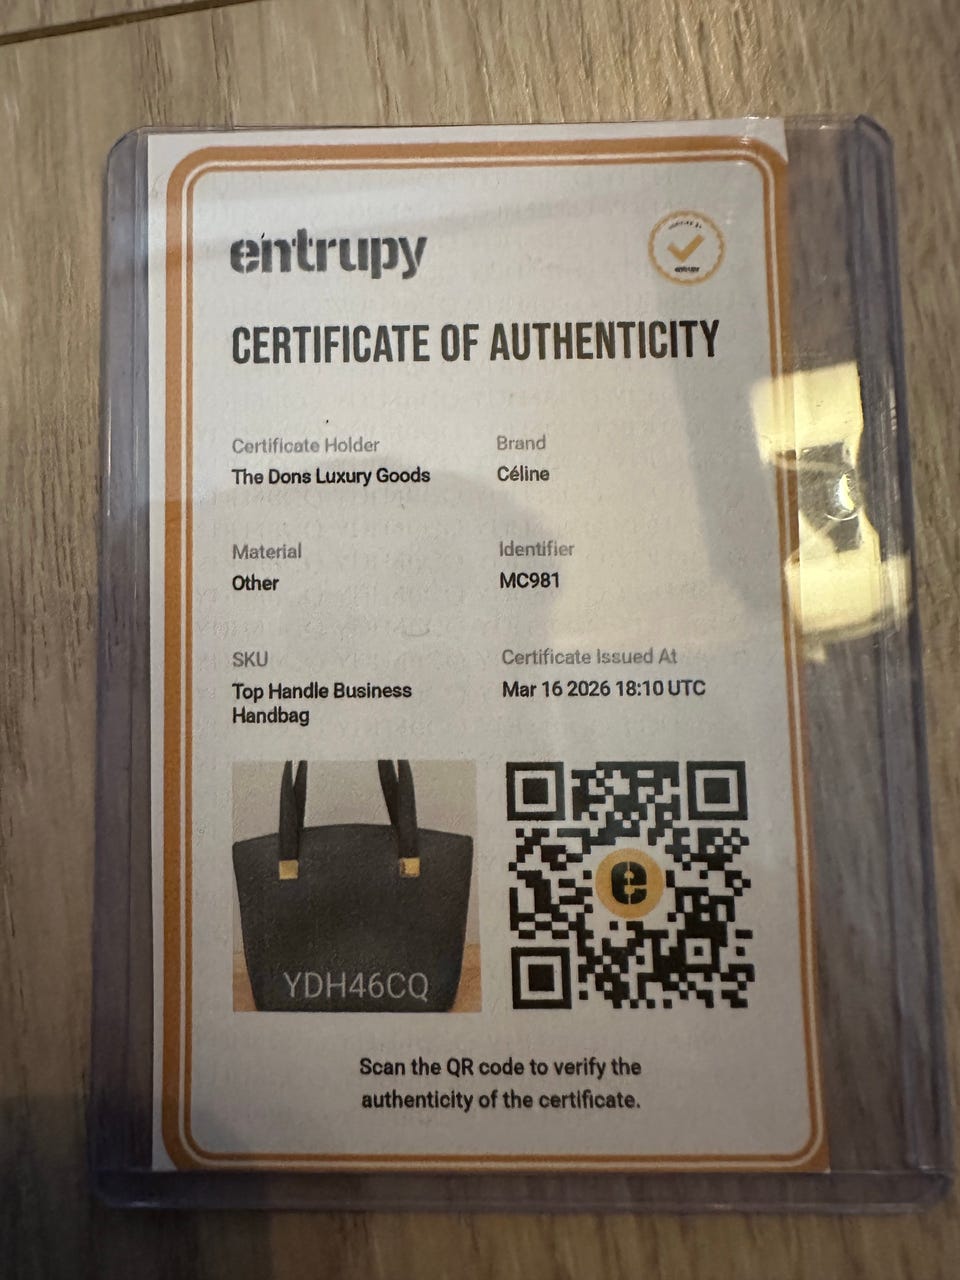 entrupy
CERTIFICATE OF AUTHENTICITY
Certificate Holder
The Dons Luxury Goods
Brand
Céline
Material
Other
Identifier
MC981
SKU
Top Handle Business
Handbag
Certificate Issued At
Mar 16 2026 18:10 UTC
YDH46CQ
e
Scan the QR code to verify the
authenticity of the certificate.